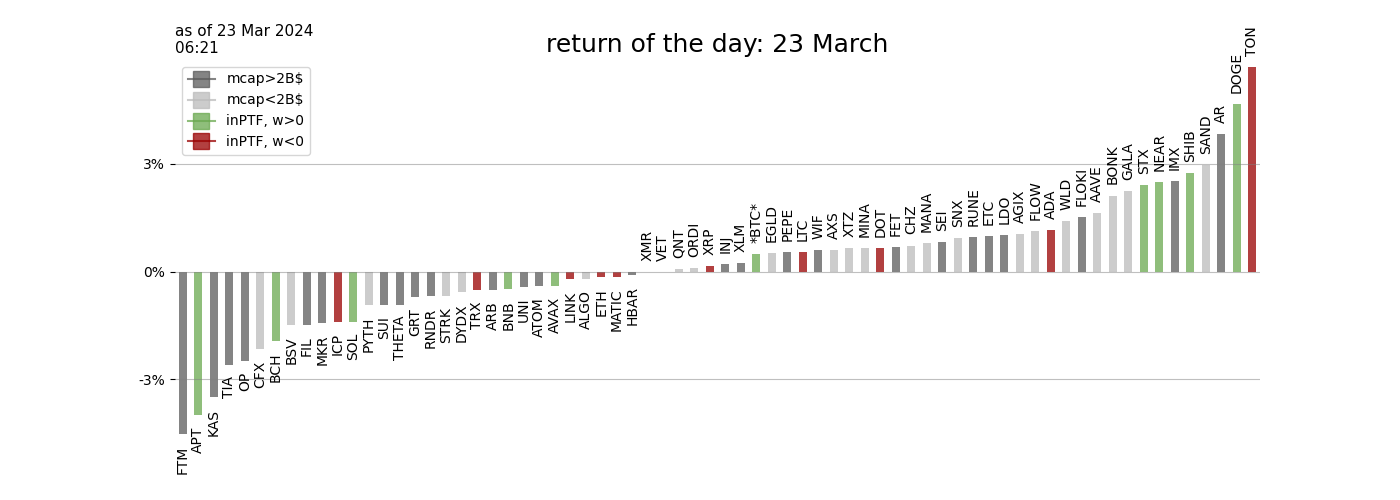 as of 23 Mar 2024
06:21
return of the day: 23 March
mcap>2B$
mcap<2B$
inPTF, w>0
inPTF, w<0
3%
0%
-3%
FTM
APT
KAS
TIA
OP
CFX
BCH
BSV
FIL
MKR
ICP
SOL
PYTH
SUI
THETA
GRT
RNDR
STRK
DYDX
TRX
ARB
BNB
UNI
ATOM
AVAX
LINK
ALGO
ETH
MATIC
HBAR
XMR
VET
QNT
ORDI
XRP
INJ
XLM
*BTC*
EGLD
PEPE
LTC
WIF
AXS
XTZ
MINA
DOT
FET
CHZ
MANA
SEI
SNX
RUNE
ETC
LDO
AGIX
FLOW
ADA
WLD
FLOKI
AAVE
BONK
GALA
STX
NEAR
IMX
SHIB
SAND
AR
DOGE
TON